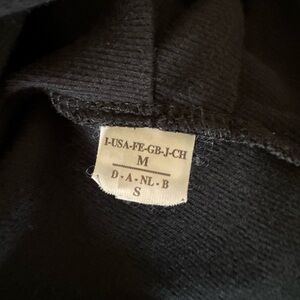 I-USA-FE-GB-J-CH
M
D - A - NL - B
S